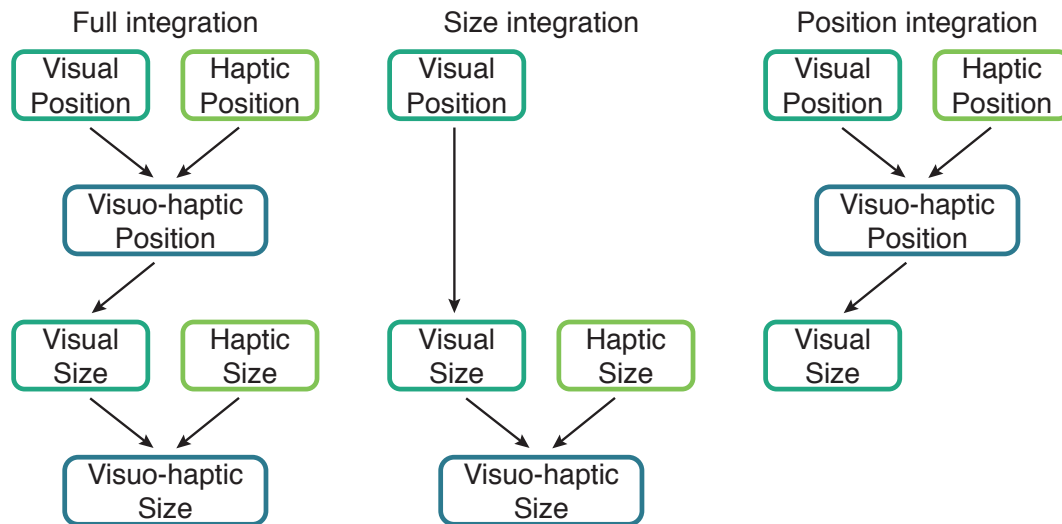 Full integration
Visual
Position
Haptic
Position
Visuo-haptic
Position
Visual
Size
Haptic
Size
Visuo-haptic
Size
Size integration
Visual
Position
Visual
Size
Haptic
Size
Visuo-haptic
Size
Position integration
Visual
Position
Haptic
Position
Visuo-haptic
Position
Visual
Size